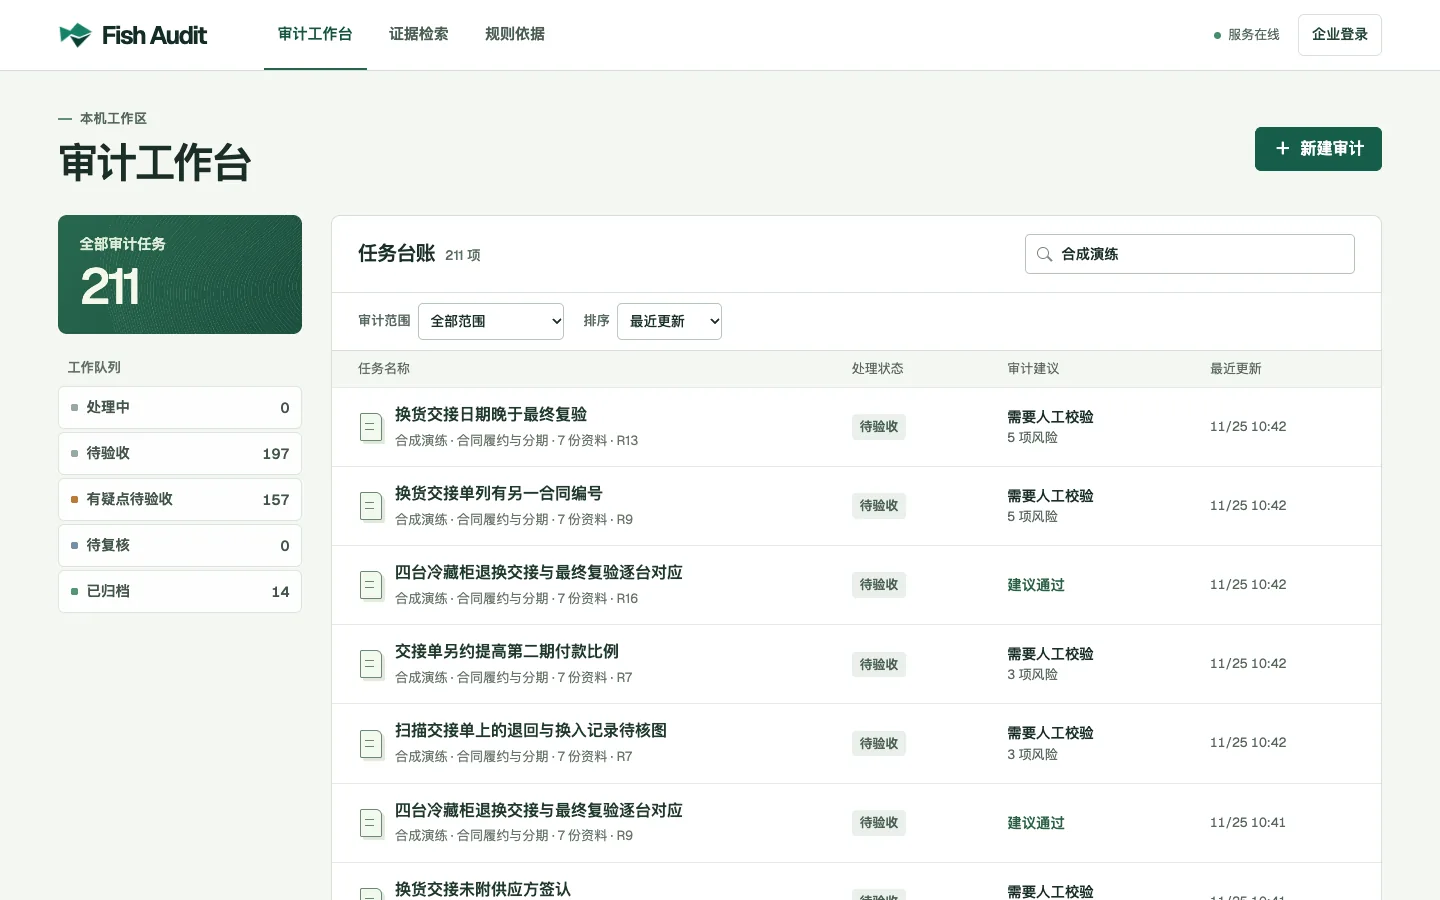 Fish Audit
审计工作台
证据检索
规则依据
服务在线
企业登录
本机工作区
审计工作台
+ 新建审计
全部审计任务
211
工作队列
处理中 0
待验收 197
有疑点待验收 157
待复核 0
已归档 14
任务台账 211 项
合成演练
审计范围 全部范围 排序 最近更新
任务名称 处理状态 审计建议 最近更新
换货交接日期晚于最终复验
合成演练 · 合同履约与分期 · 7 份资料 · R13
待验收
需要人工校验
5 项风险
11/25 10:42
换货交接单列有另一合同编号
合成演练 · 合同履约与分期 · 7 份资料 · R9
待验收
需要人工校验
5 项风险
11/25 10:42
四台冷藏柜退换交接与最终复验逐台对应
合成演练 · 合同履约与分期 · 7 份资料 · R16
待验收
建议通过
11/25 10:42
交接单另约提高第二期付款比例
合成演练 · 合同履约与分期 · 7 份资料 · R7
待验收
需要人工校验
3 项风险
11/25 10:42
扫描交接单上的退回与换入记录待核图
合成演练 · 合同履约与分期 · 7 份资料 · R7
待验收
需要人工校验
3 项风险
11/25 10:42
四台冷藏柜退换交接与最终复验逐台对应
合成演练 · 合同履约与分期 · 7 份资料 · R9
待验收
建议通过
11/25 10:41
换货交接未附供应方签认
待验收
需要人工校验
11/25 10:41